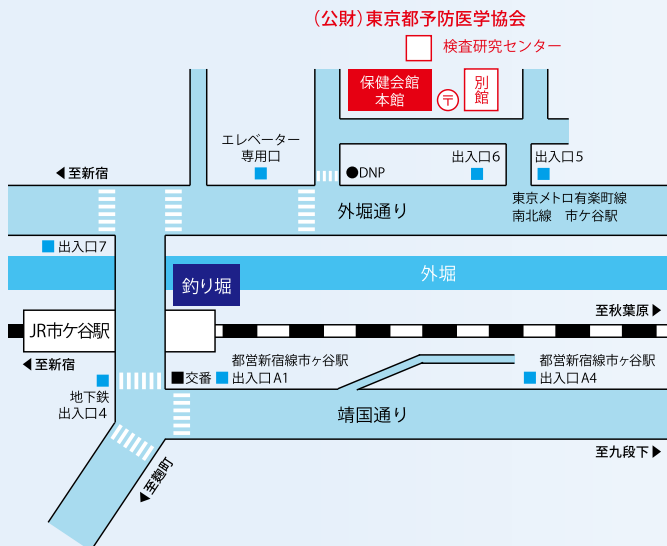 （公財）東京都予防医学協会
検査研究センター
保健会館
本館
〒
別館
エレベーター
専用口
出入口6
出入口5
至新宿
DNP
東京メトロ有楽町線
南北線 市ケ谷駅
外堀通り
出入口7
外堀
釣り堀
至秋葉原
JR市ケ谷駅
至新宿
都営新宿線市ヶ谷駅
交番
出入口A1
都営新宿線市ヶ谷駅
出入口A4
地下鉄
出入口4
靖国通り
至九段下
至麹町